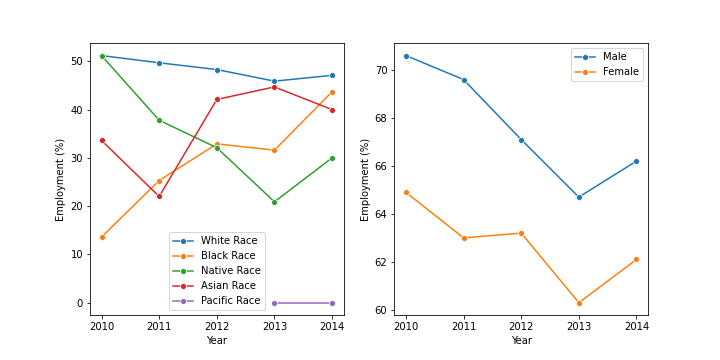 50
40
30
20
10
0
Employment (%)
2010 2011 2012 2013 2014
Year
White Race
Black Race
Native Race
Asian Race
Pacific Race
70
68
66
64
62
60
Employment (%)
2010 2011 2012 2013 2014
Year
Male
Female